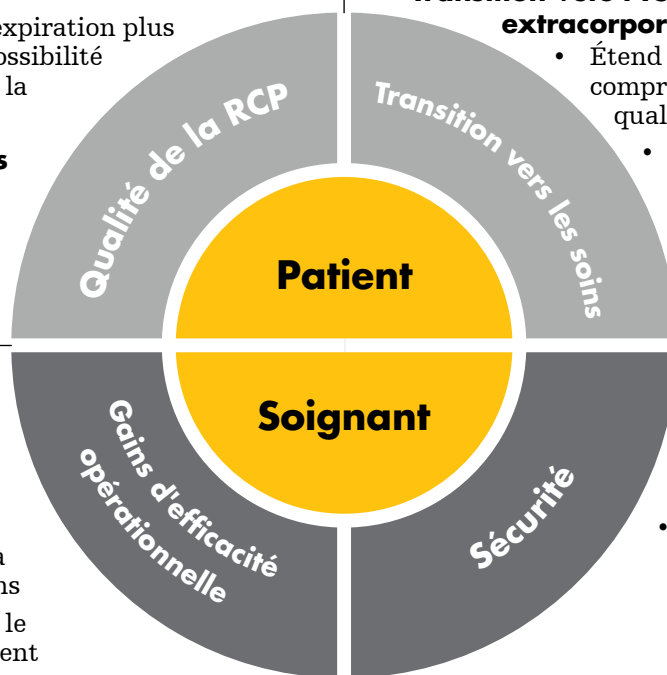 expiration plus
ossibilité
la
s
extracorpor
• Étend
compr
qual
•
Qualité de la RCP
Transition vers les soins
Patient
Soignant
Gains d'efficacité
opérationnelle
Sécurité
•
a
ns
le
ent